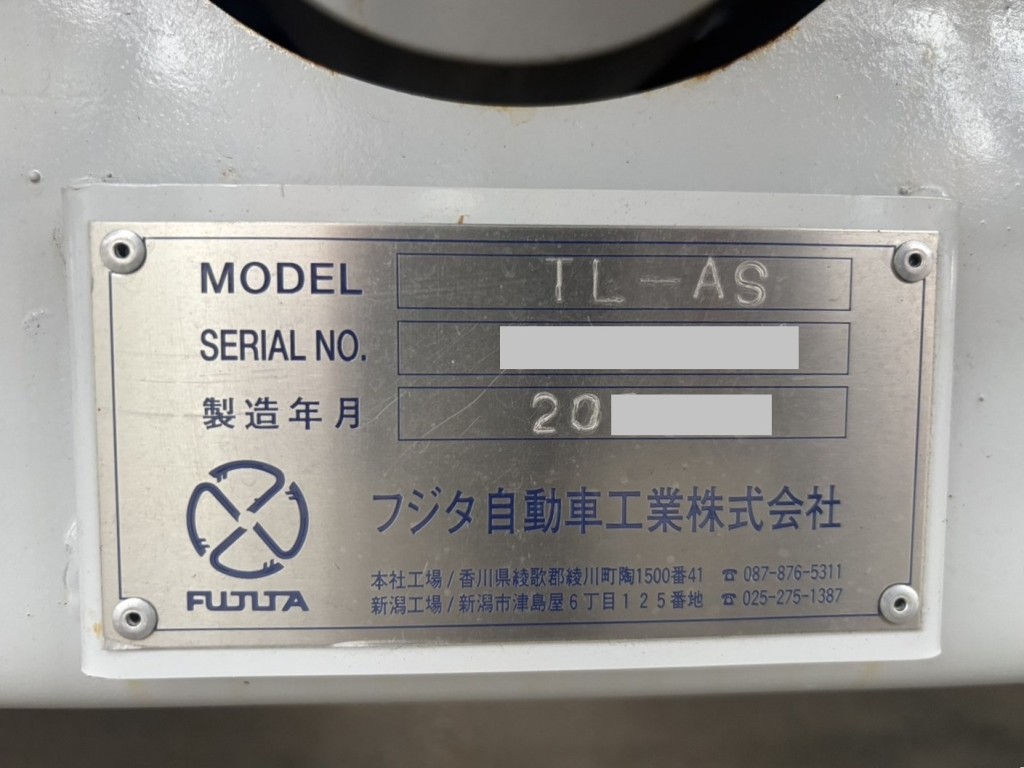 MODEL TL-AS
SERIAL NO.
製造年月 20
フジタ自動車工業株式会社
本社工場/香川県綾歌郡綾川町陶1500番41 ☎ 087-876-5311
新潟工場/新潟市津島屋6丁目125番地 ☎ 025-275-1387
FUJITA